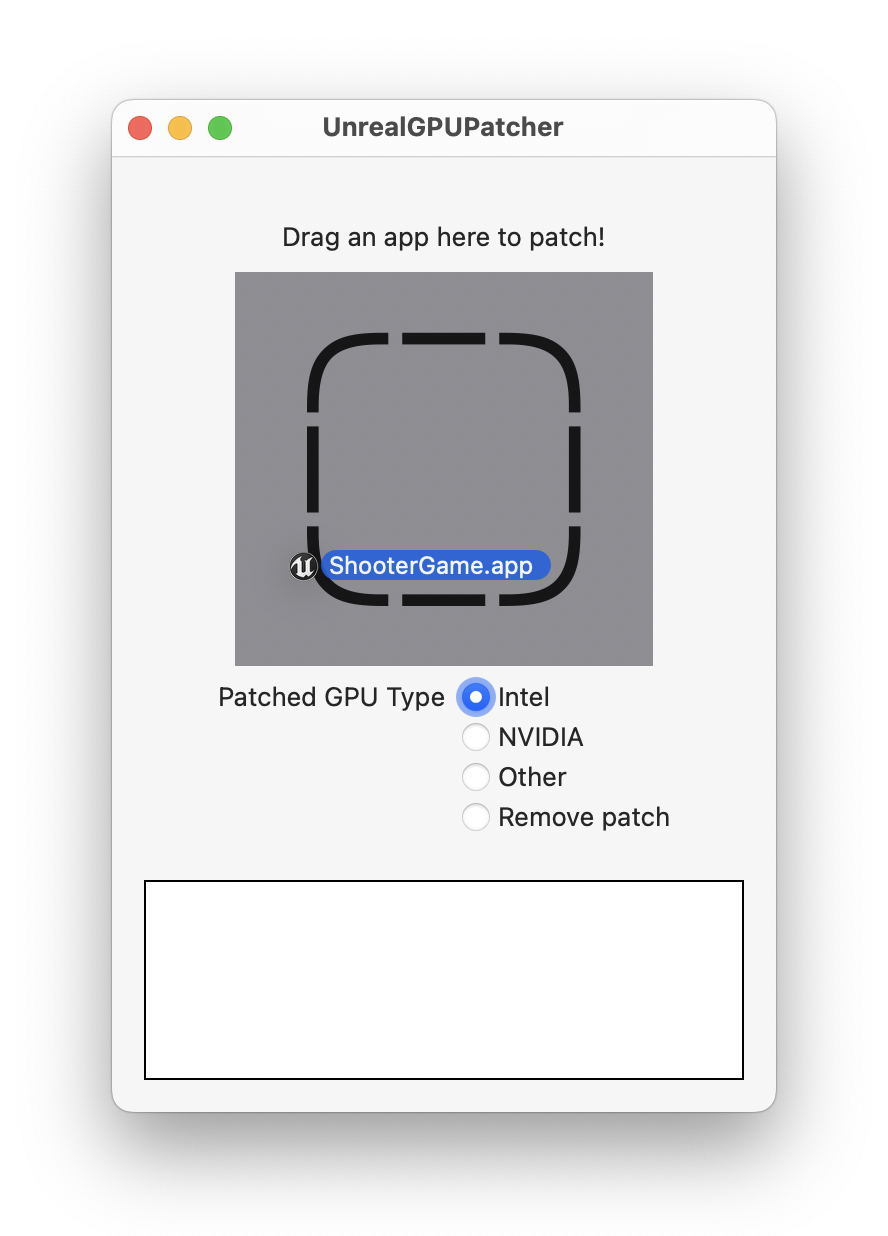 UnrealGPUPatcher
Drag an app here to patch!
ShooterGame.app
Patched GPU Type Intel
NVIDIA
Other
Remove patch